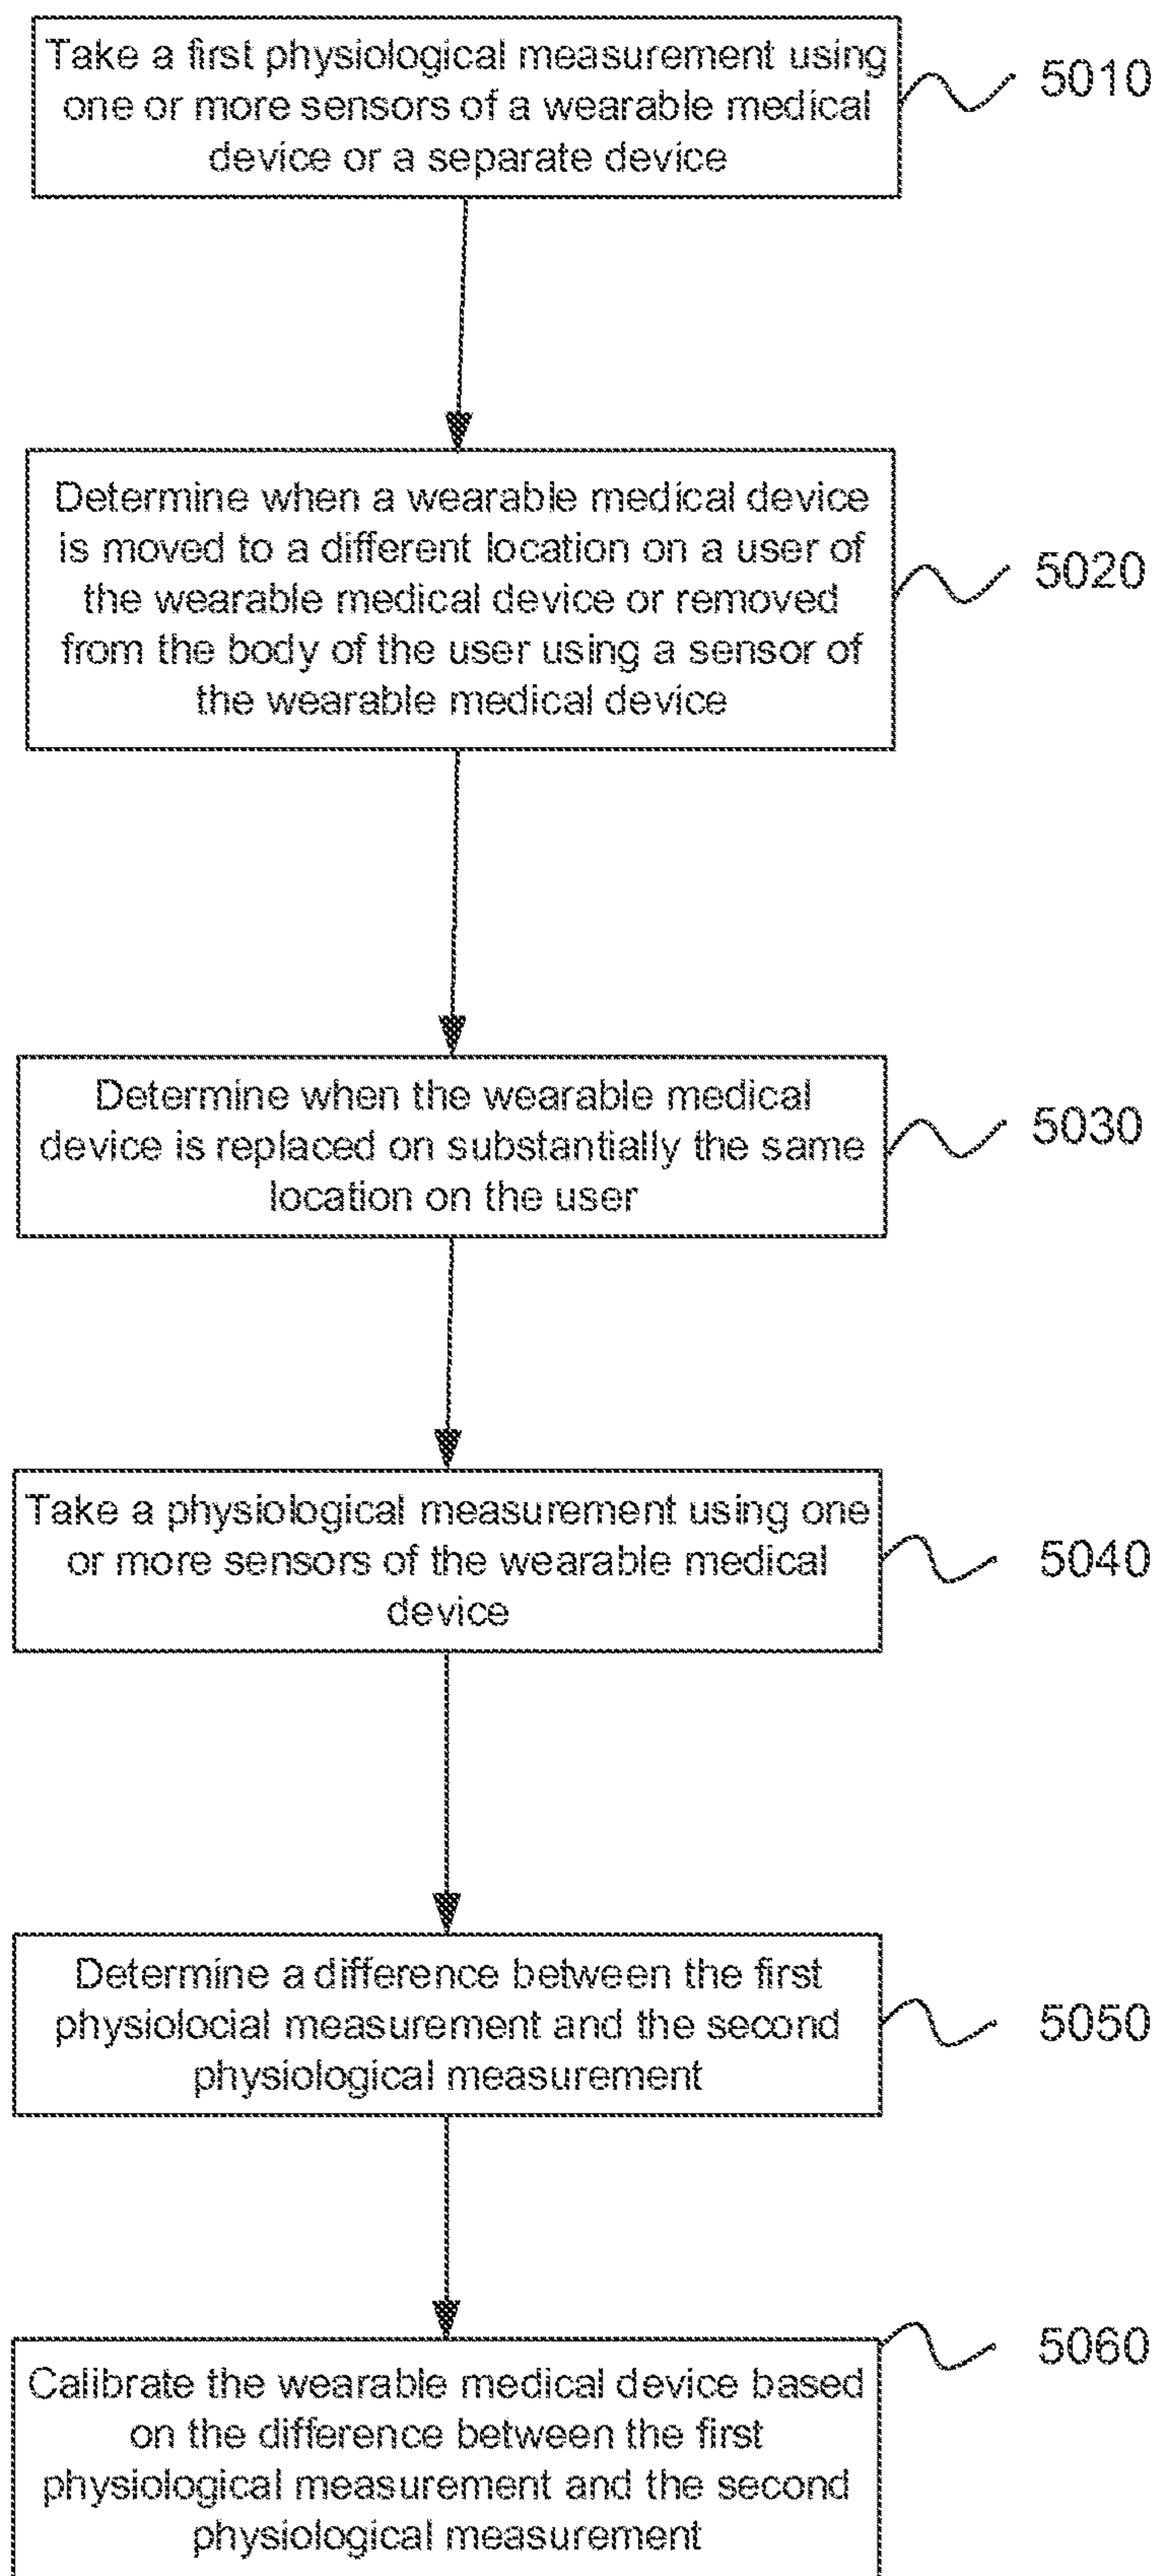 Take a first physiological measurement using
one or more sensors of a wearable medical
device or a separate device
5010
Determine when a wearable medical device
is moved to a different location on a user of
the wearable medical device or removed
from the body of the user using a sensor of
the wearable medical device
5020
Determine when the wearable medical
device is replaced on substantially the same
location on the user
5030
Take a physiological measurement using one
or more sensors of the wearable medical
device
5040
Determine a difference between the first
physiolocial measurement and the second
physiological measurement
5050
Calibrate the wearable medical device based
on the difference between the first
physiological measurement and the second
physiological measurement
5060